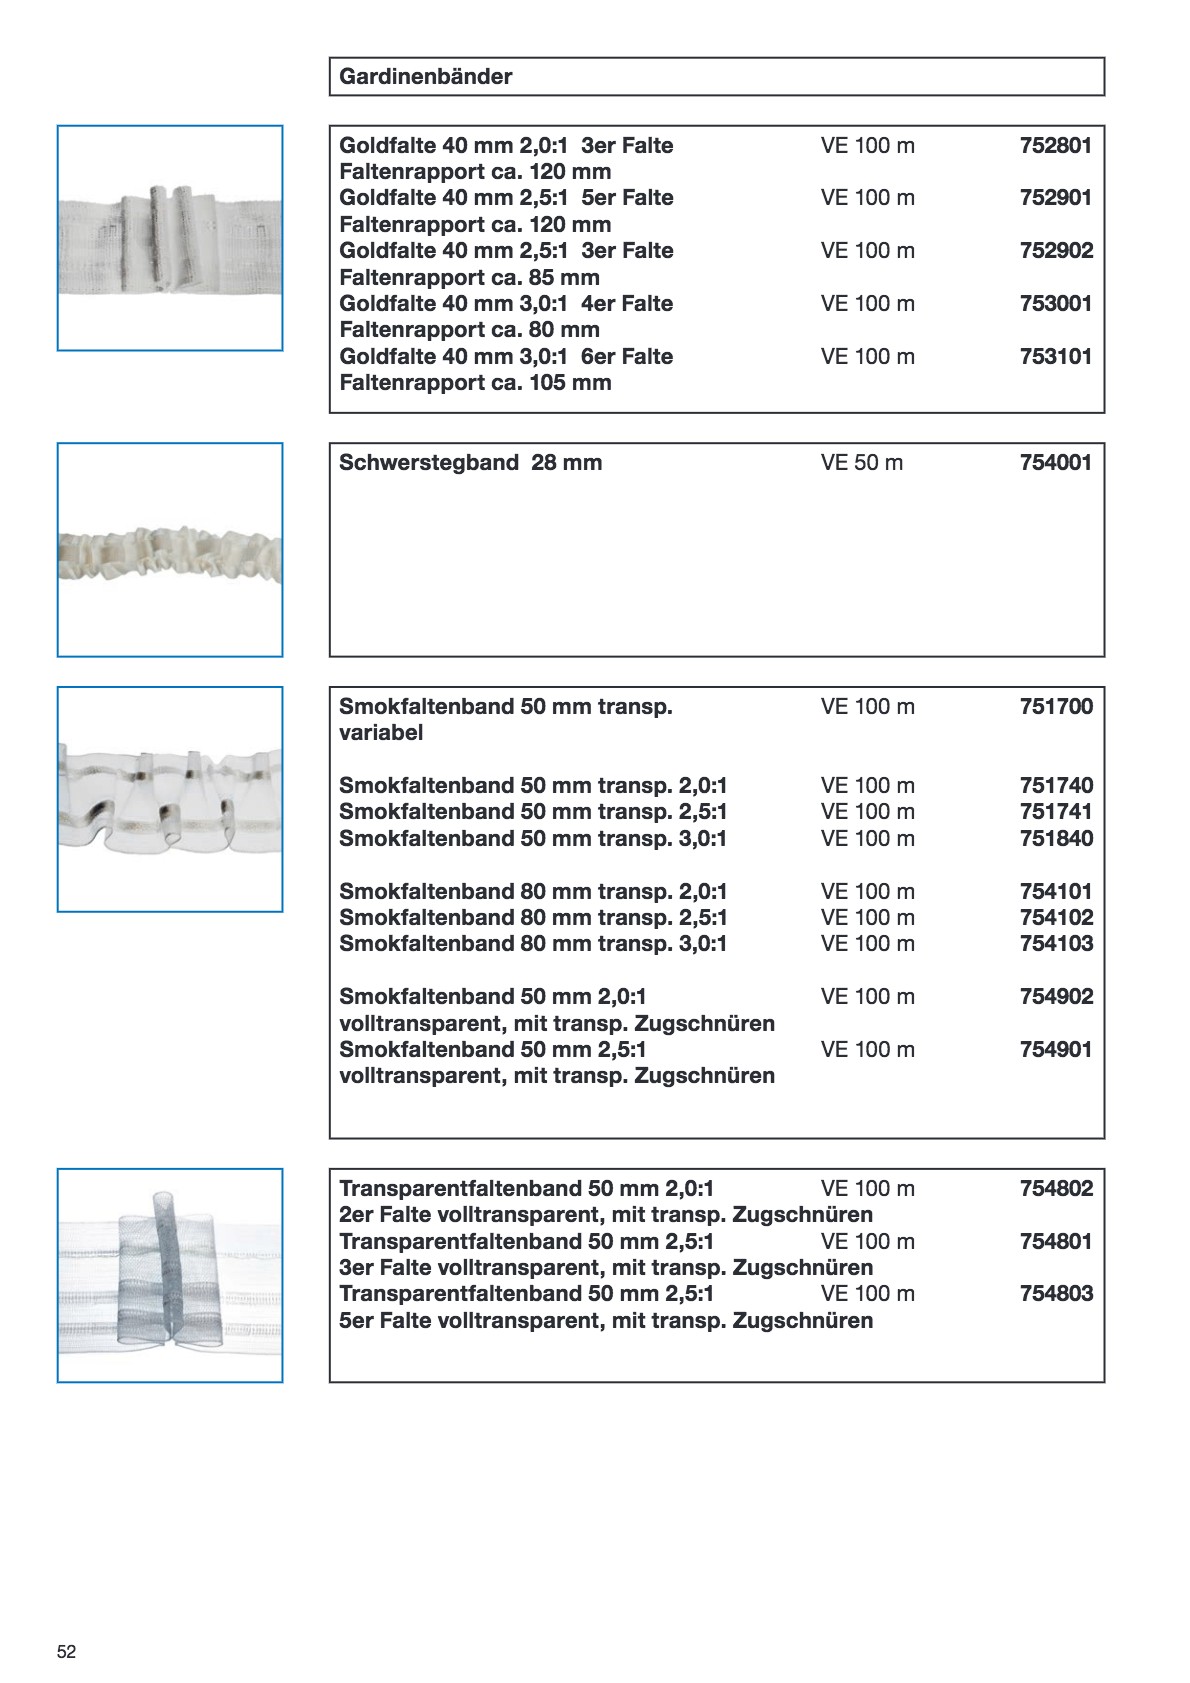 Gardinenbänder
Goldfalte 40 mm 2,0:1  3er Falte VE 100 m 752801
Faltenrapport ca. 120 mm
Goldfalte 40 mm 2,5:1  5er Falte VE 100 m 752901
Faltenrapport ca. 120 mm
Goldfalte 40 mm 2,5:1  3er Falte VE 100 m 752902
Faltenrapport ca. 85 mm
Goldfalte 40 mm 3,0:1  4er Falte VE 100 m 753001
Faltenrapport ca. 80 mm
Goldfalte 40 mm 3,0:1  6er Falte VE 100 m 753101
Faltenrapport ca. 105 mm
Schwerstegband  28 mm VE 50 m 754001
Smokfaltenband 50 mm transp. VE 100 m 751700
variabel
Smokfaltenband 50 mm transp. 2,0:1 VE 100 m 751740
Smokfaltenband 50 mm transp. 2,5:1 VE 100 m 751741
Smokfaltenband 50 mm transp. 3,0:1 VE 100 m 751840
Smokfaltenband 80 mm transp. 2,0:1 VE 100 m 754101
Smokfaltenband 80 mm transp. 2,5:1 VE 100 m 754102
Smokfaltenband 80 mm transp. 3,0:1 VE 100 m 754103
Smokfaltenband 50 mm 2,0:1 VE 100 m 754902
volltransparent, mit transp. Zugschnüren
Smokfaltenband 50 mm 2,5:1 VE 100 m 754901
volltransparent, mit transp. Zugschnüren
Transparentfaltenband 50 mm 2,0:1 VE 100 m 754802
2er Falte volltransparent, mit transp. Zugschnüren
Transparentfaltenband 50 mm 2,5:1 VE 100 m 754801
3er Falte volltransparent, mit transp. Zugschnüren
Transparentfaltenband 50 mm 2,5:1 VE 100 m 754803
5er Falte volltransparent, mit transp. Zugschnüren
52